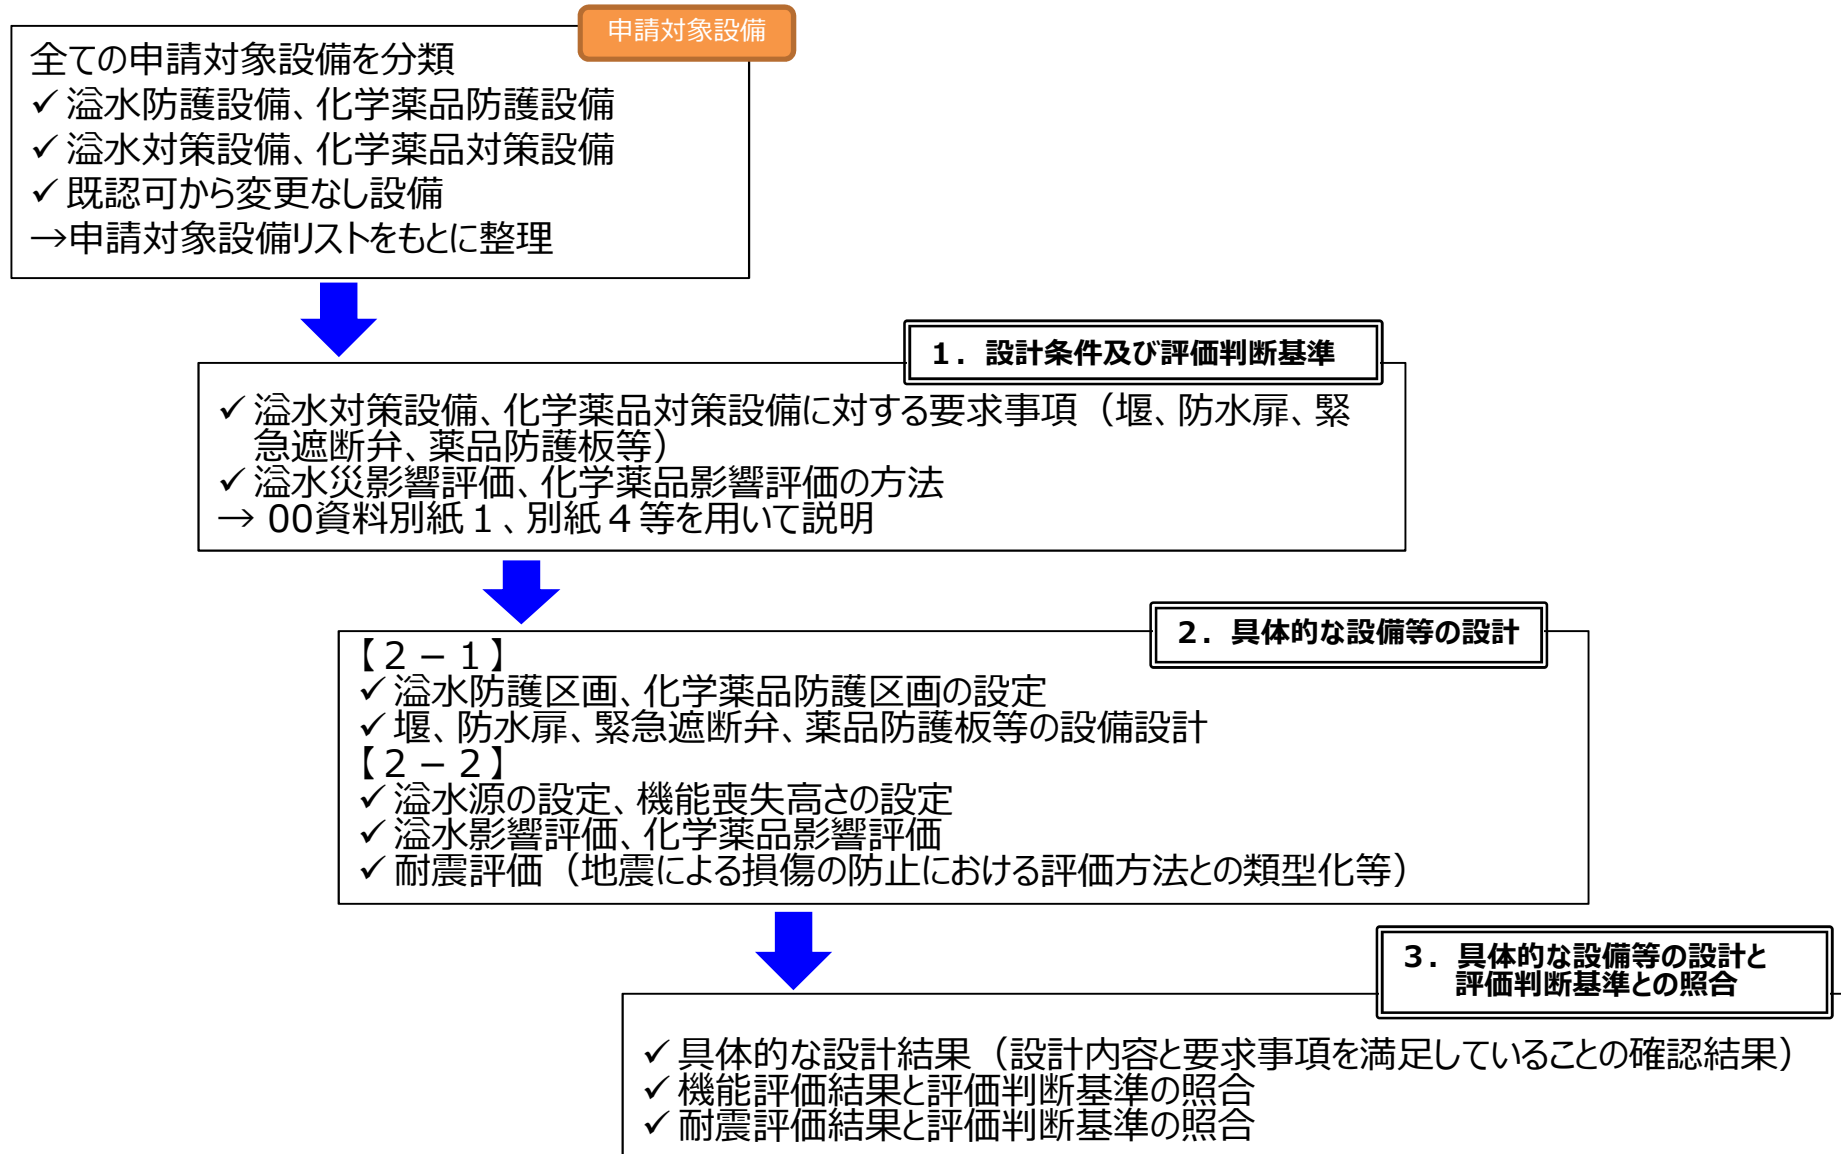 申請対象設備
全ての申請対象設備を分類
✓溢水防護設備、化学薬品防護設備
✓溢水対策設備、化学薬品対策設備
✓既認可から変更なし設備
→申請対象設備リストをもとに整理
１．設計条件及び評価判断基準
✓溢水対策設備、化学薬品対策設備に対する要求事項（堰、防水扉、緊
急遮断弁、薬品防護板等）
✓溢水災影響評価、化学薬品影響評価の方法
→ 00資料別紙１、別紙４等を用いて説明
２．具体的な設備等の設計
【２－１】
✓溢水防護区画、化学薬品防護区画の設定
✓堰、防水扉、緊急遮断弁、薬品防護板等の設備設計
【２－２】
✓溢水源の設定、機能喪失高さの設定
✓溢水影響評価、化学薬品影響評価
✓耐震評価（地震による損傷の防止における評価方法との類型化等）
３．具体的な設備等の設計と
評価判断基準との照合
✓具体的な設計結果（設計内容と要求事項を満足していることの確認結果）
✓機能評価結果と評価判断基準の照合
✓耐震評価結果と評価判断基準の照合